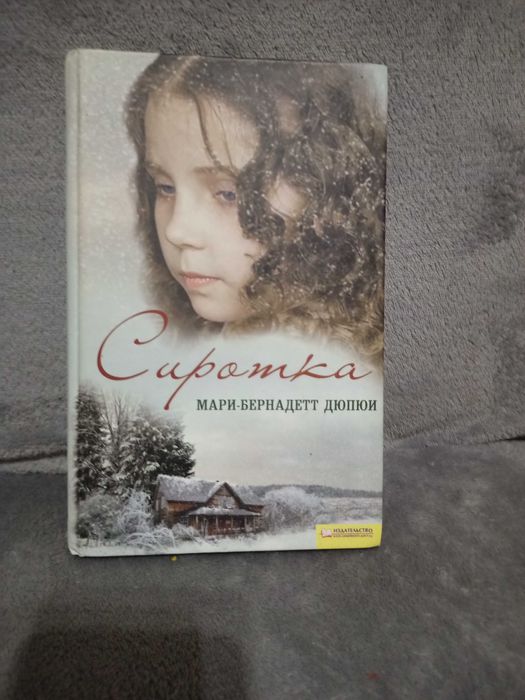 Сиротка
МАРИ-БЕРНАДЕТТ ДЮПЮИ
ИЗДАТЕЛЬСТВО